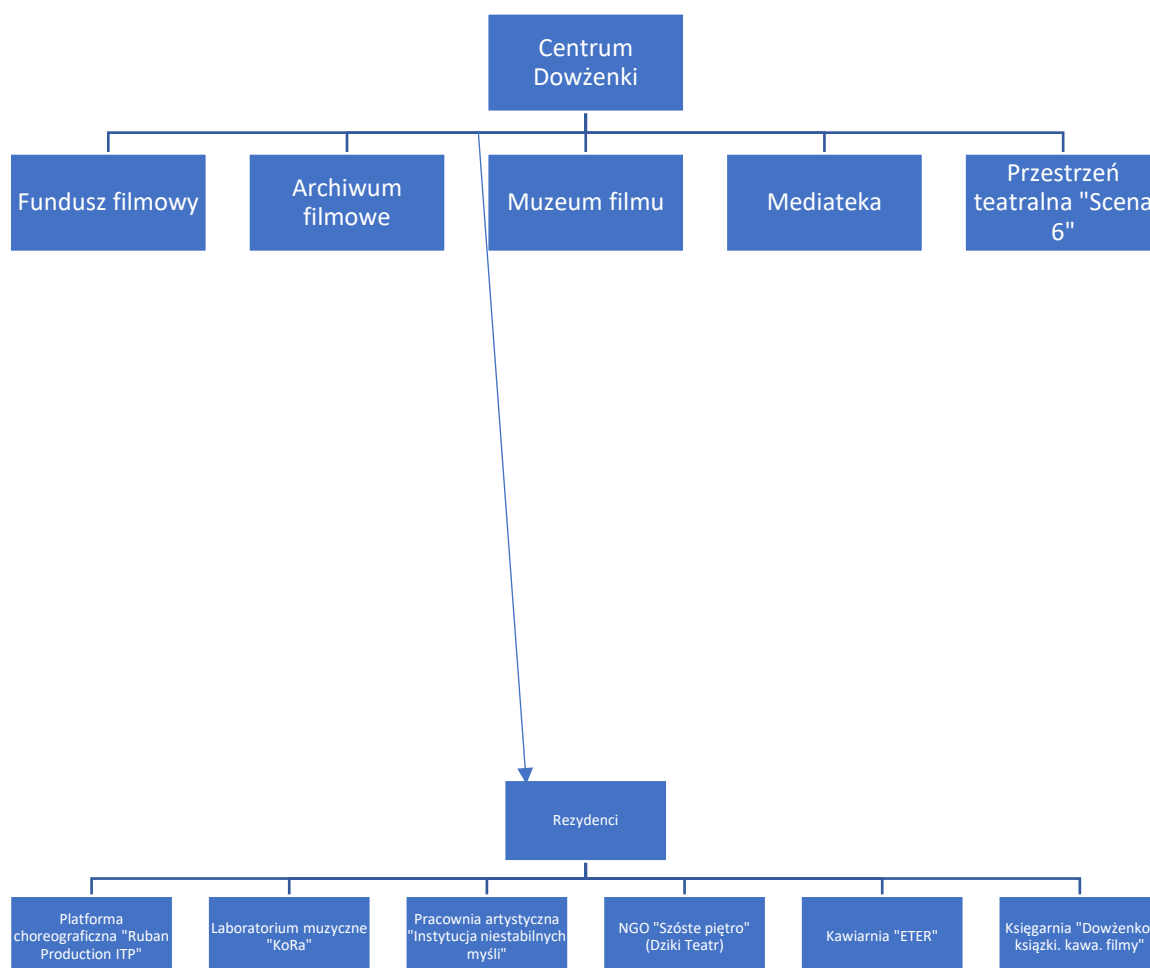 Centrum
Dowżenki
Fundusz filmowy
Archiwum
filmowe
Muzeum filmu
Mediateka
Przestrzeń
teatralna "Scena
6"
Rezydenci
Platforma
choreograficzna "Ruban
Production ITP"
Laboratorium muzyczne
"KoRa"
Pracownia artystyczna
"Instytucja niestabilnych
myśli"
NGO "Szóste piętro"
(Dziki Teatr)
Kawiarnia "ETER"
Księgarnia "Dowżenko.
ksiązki. kawa. filmy"